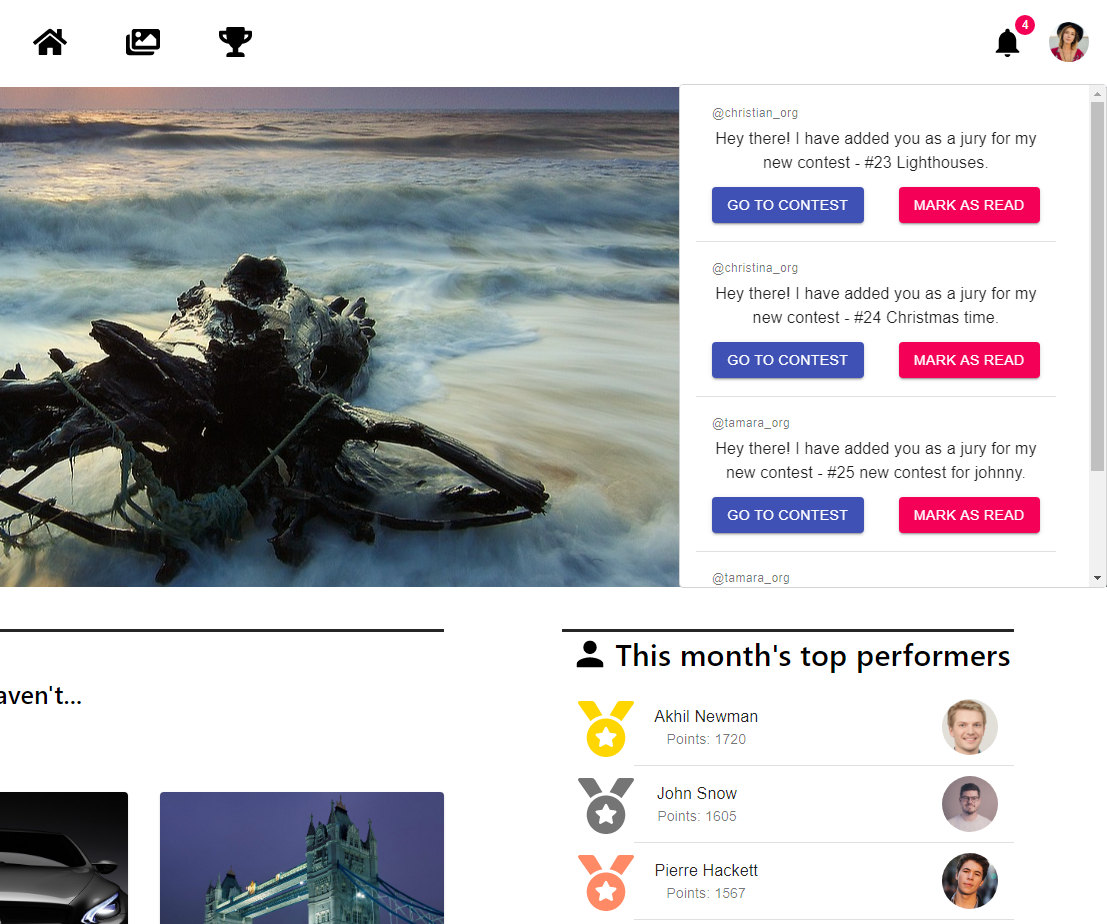 4
@christian_org
Hey there! I have added you as a jury for my
new contest - #23 Lighthouses.
GO TO CONTEST
MARK AS READ
@christina_org
Hey there! I have added you as a jury for my
new contest - #24 Christmas time.
GO TO CONTEST
MARK AS READ
@tamara_org
Hey there! I have added you as a jury for my
new contest - #25 new contest for johnny.
GO TO CONTEST
MARK AS READ
@tamara_org
aven't...
This month's top performers
Akhil Newman
Points: 1720
John Snow
Points: 1605
Pierre Hackett
Points: 1567